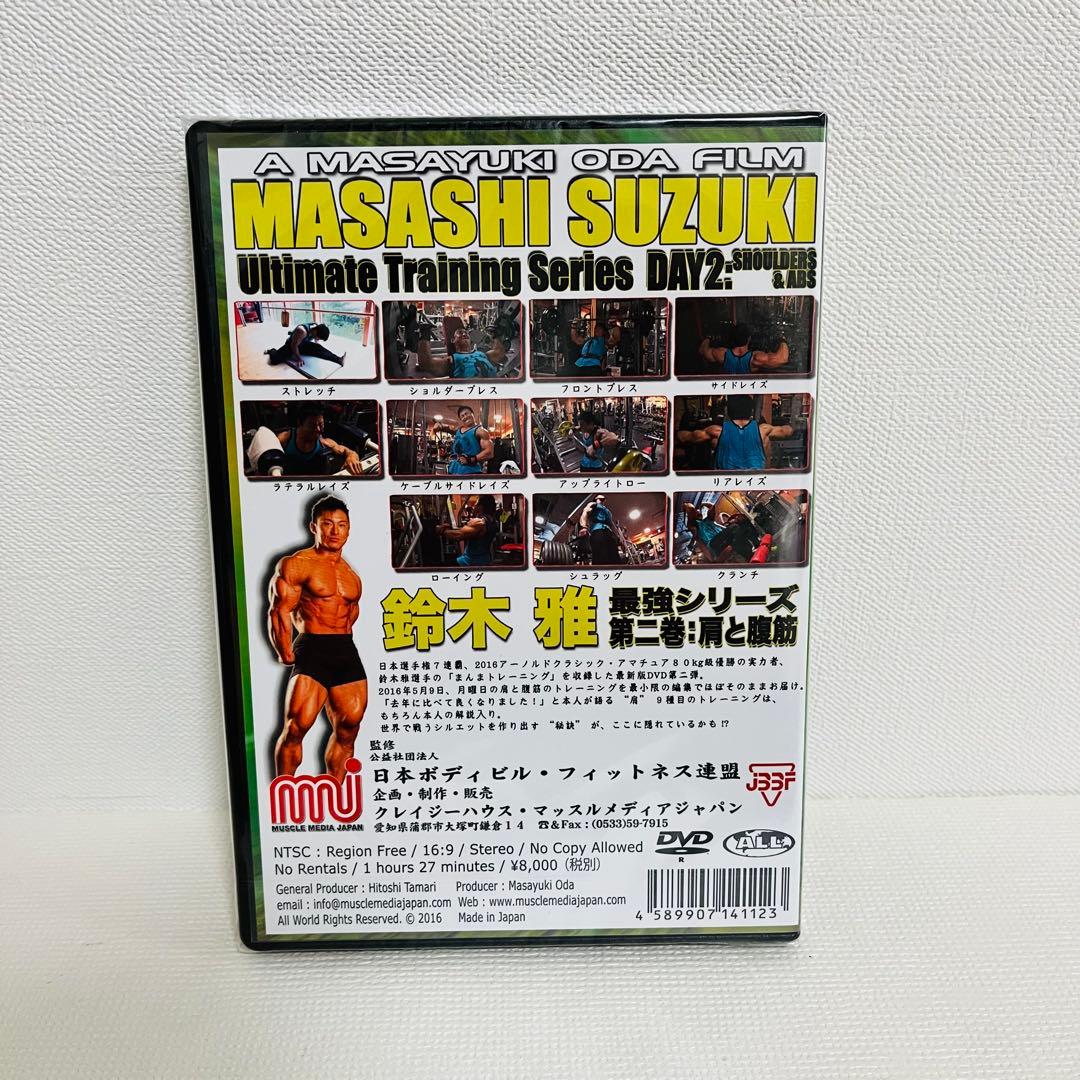 A MASAYUKI ODA FILM
MASASHI SUZUKI
Ultimate Training Series DAY2: SHOULDERS & ABS
ストレッチ
ショルダープレス
フロントプレス
サイドレイズ
ラテラルレイズ
ケーブルサイドレイズ
アップライトロー
リアレイズ
ローイング
シュラッグ
クランチ
鈴木 雅 最強シリーズ
第二巻:肩と腹筋
日本選手権7連覇、2016アーノルドクラシック・アマチュア80kg級優勝の実力者、
鈴木雅選手の「まんまトレーニング」を収録した最新版DVD第二弾。
2016年5月9日、月曜日の肩と腹筋のトレーニングを最小限の編集でほぼそのままお届け。
「去年に比べて良くなりました!」と本人が語る “肩” 9種目のトレーニングは、
もちろん本人の解説入り。
世界で戦うシルエットを作り出す “秘訣” が、ここに隠れているかも!?
監修
公益社団法人
日本ボディビル・フィットネス連盟
JBBF
企画・制作・販売
クレイジーハウス・マッスルメディアジャパン
愛知県蒲郡市大塚町鎌倉14 ☎&Fax:(0533)59-7915
mmj
MUSCLE MEDIA JAPAN
NTSC : Region Free / 16:9 / Stereo / No Copy Allowed
No Rentals / 1 hours 27 minutes / ¥8,000 (税別)
DVD
R
ALL
General Producer : Hitoshi Tamari Producer : Masayuki Oda
email : info@musclemediajapan.com Web : www.musclemediajapan.com
All World Rights Reserved. © 2016 Made in Japan
4 589907 141123